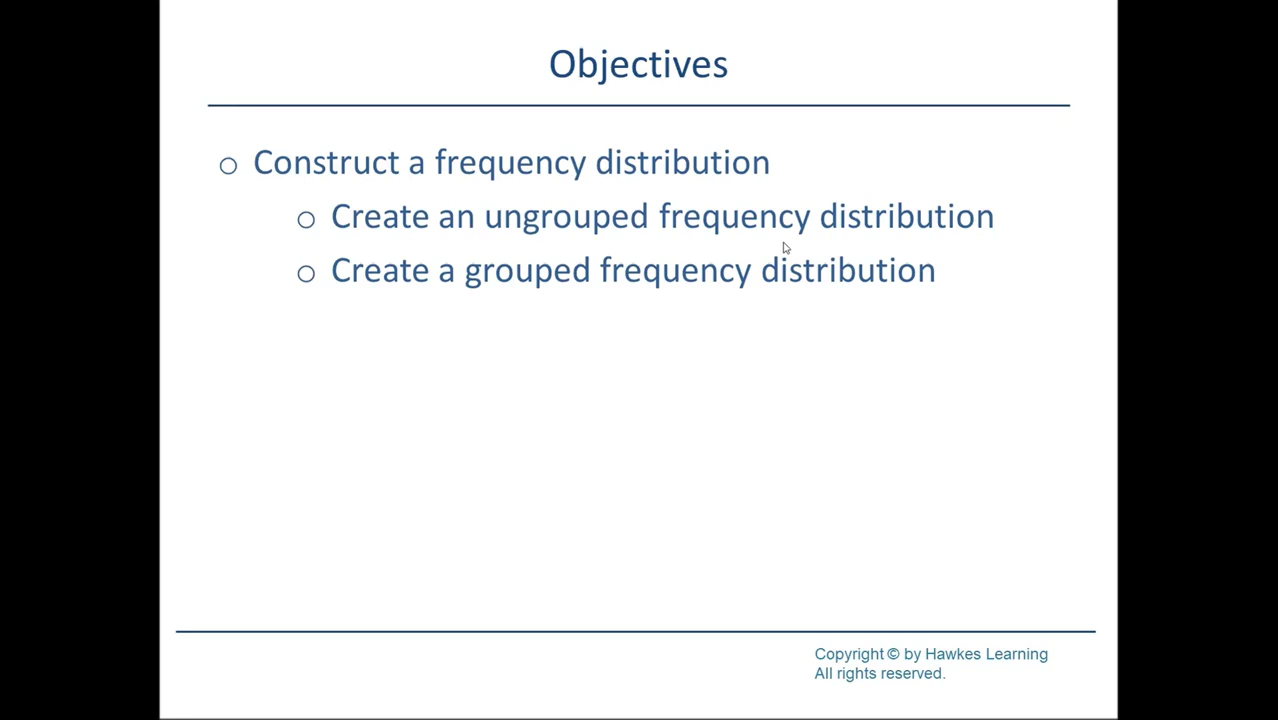 Objectives
Construct a frequency distribution
Create an ungrouped frequency distribution
Create a grouped frequency distribution
Copyright © by Hawkes Learning
All rights reserved.